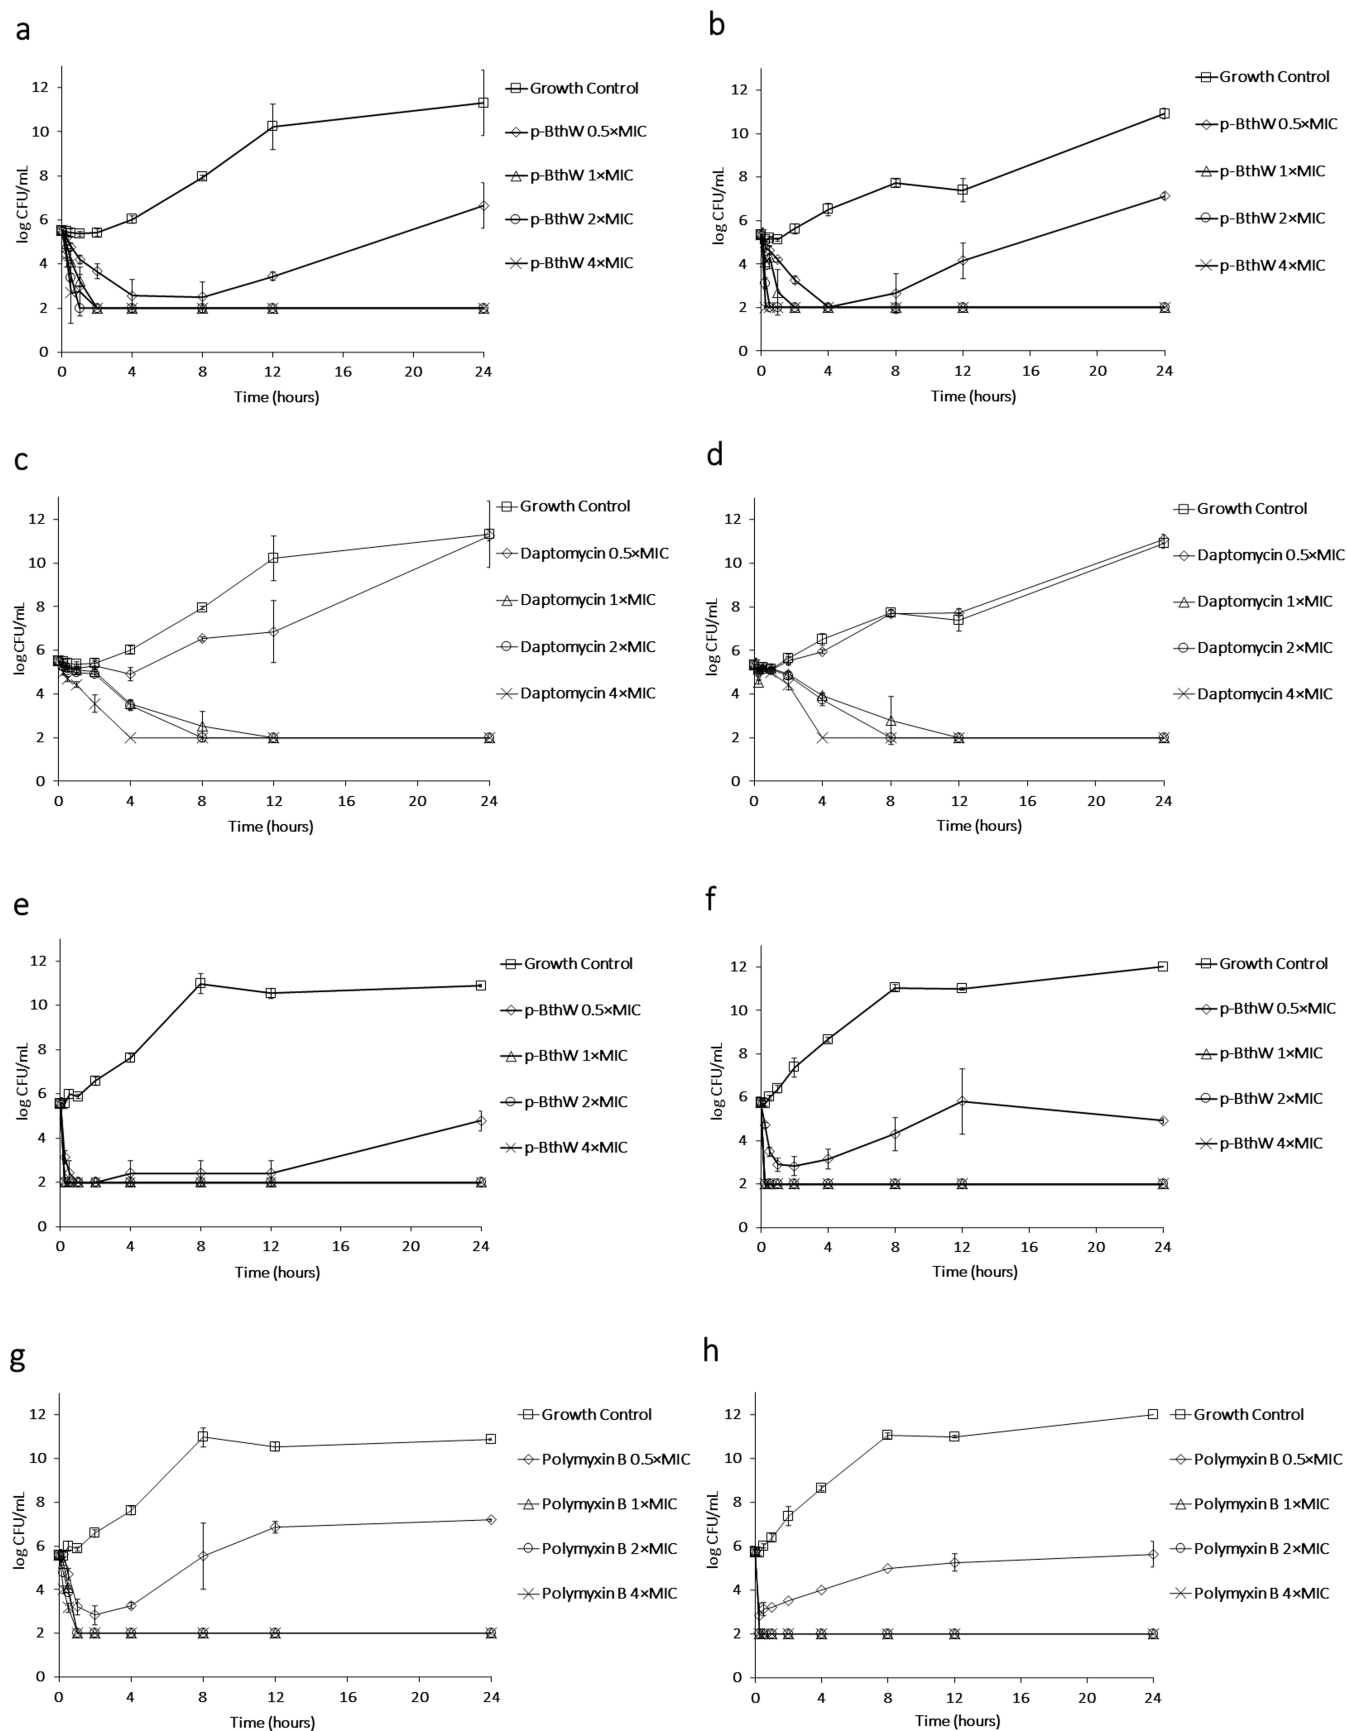 a
12
10
8
6
4
2
0
log CFU/mL
0 4 8 12 16 20 24
Time (hours)
Growth Control
p-BthW 0.5×MIC
p-BthW 1×MIC
p-BthW 2×MIC
p-BthW 4×MIC
b
12
10
8
6
4
2
0
log CFU/mL
0 4 8 12 16 20 24
Time (hours)
Growth Control
p-BthW 0.5×MIC
p-BthW 1×MIC
p-BthW 2×MIC
p-BthW 4×MIC
c
12
10
8
6
4
2
0
log CFU/mL
0 4 8 12 16 20 24
Time (hours)
Growth Control
Daptomycin 0.5×MIC
Daptomycin 1×MIC
Daptomycin 2×MIC
Daptomycin 4×MIC
d
12
10
8
6
4
2
0
log CFU/mL
0 4 8 12 16 20 24
Time (hours)
Growth Control
Daptomycin 0.5×MIC
Daptomycin 1×MIC
Daptomycin 2×MIC
Daptomycin 4×MIC
e
12
10
8
6
4
2
0
log CFU/mL
0 4 8 12 16 20 24
Time (hours)
Growth Control
p-BthW 0.5×MIC
p-BthW 1×MIC
p-BthW 2×MIC
p-BthW 4×MIC
f
12
10
8
6
4
2
0
log CFU/mL
0 4 8 12 16 20 24
Time (hours)
Growth Control
p-BthW 0.5×MIC
p-BthW 1×MIC
p-BthW 2×MIC
p-BthW 4×MIC
g
12
10
8
6
4
2
0
log CFU/mL
0 4 8 12 16 20 24
Time (hours)
Growth Control
Polymyxin B 0.5×MIC
Polymyxin B 1×MIC
Polymyxin B 2×MIC
Polymyxin B 4×MIC
h
12
10
8
6
4
2
0
log CFU/mL
0 4 8 12 16 20 24
Time (hours)
Growth Control
Polymyxin B 0.5×MIC
Polymyxin B 1×MIC
Polymyxin B 2×MIC
Polymyxin B 4×MIC